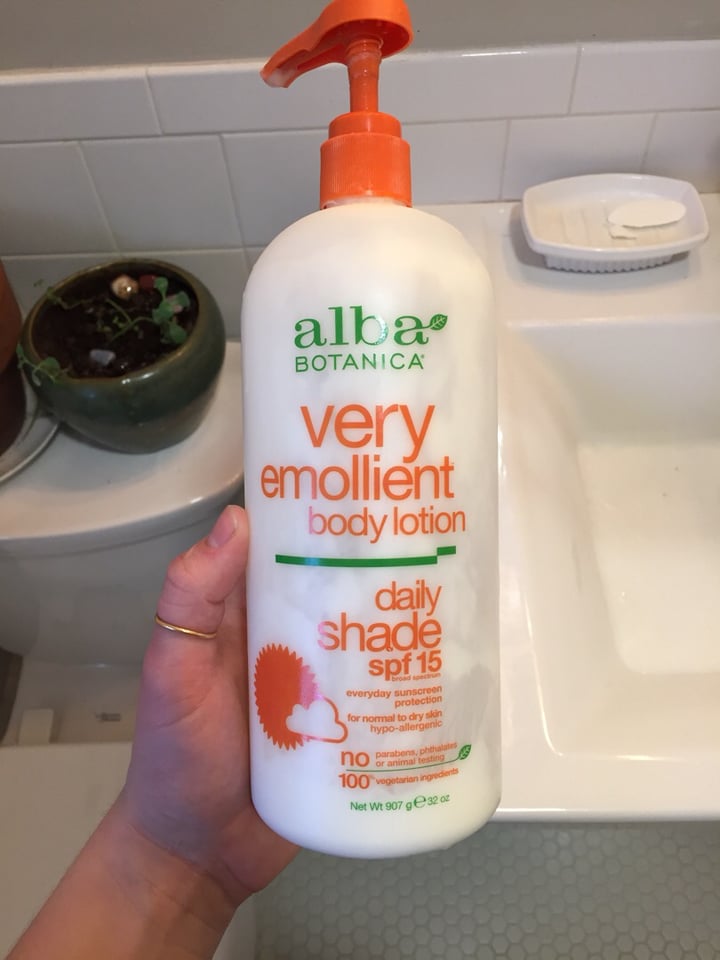 alba
BOTANICA®
very
emollient
body lotion
daily
shade
spf 15
broad spectrum
everyday sunscreen
protection
for normal to dry skin
hypo-allergenic
no parabens, phthalates
or animal testing
100% vegetarian ingredients
Net Wt 907 g ℮ 32 oz